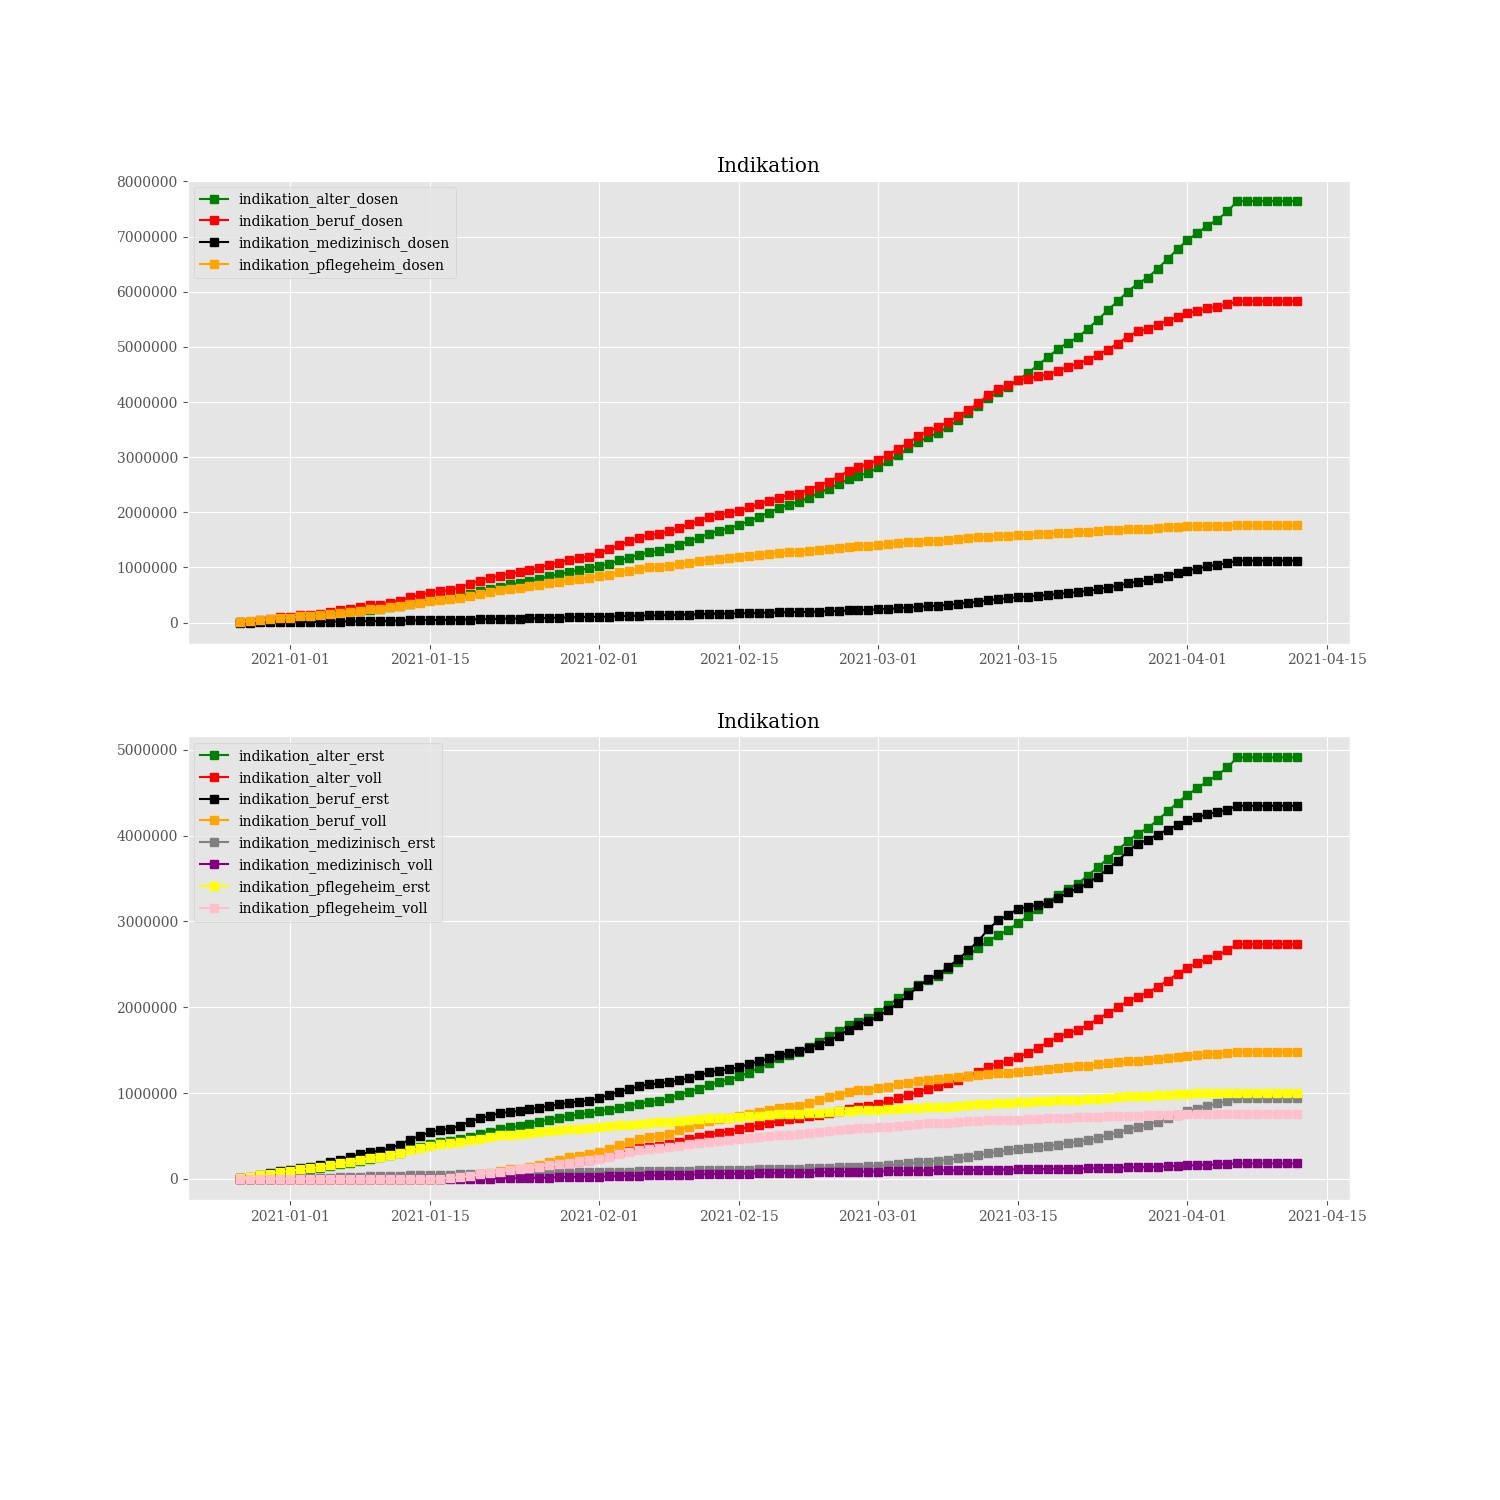 Indikation
8000000
7000000
6000000
5000000
4000000
3000000
2000000
1000000
0
indikation_alter_dosen
indikation_beruf_dosen
indikation_medizinisch_dosen
indikation_pflegeheim_dosen
2021-01-01 2021-01-15 2021-02-01 2021-02-15 2021-03-01 2021-03-15 2021-04-01 2021-04-15
Indikation
5000000
4000000
3000000
2000000
1000000
0
indikation_alter_erst
indikation_alter_voll
indikation_beruf_erst
indikation_beruf_voll
indikation_medizinisch_erst
indikation_medizinisch_voll
indikation_pflegeheim_erst
indikation_pflegeheim_voll
2021-01-01 2021-01-15 2021-02-01 2021-02-15 2021-03-01 2021-03-15 2021-04-01 2021-04-15